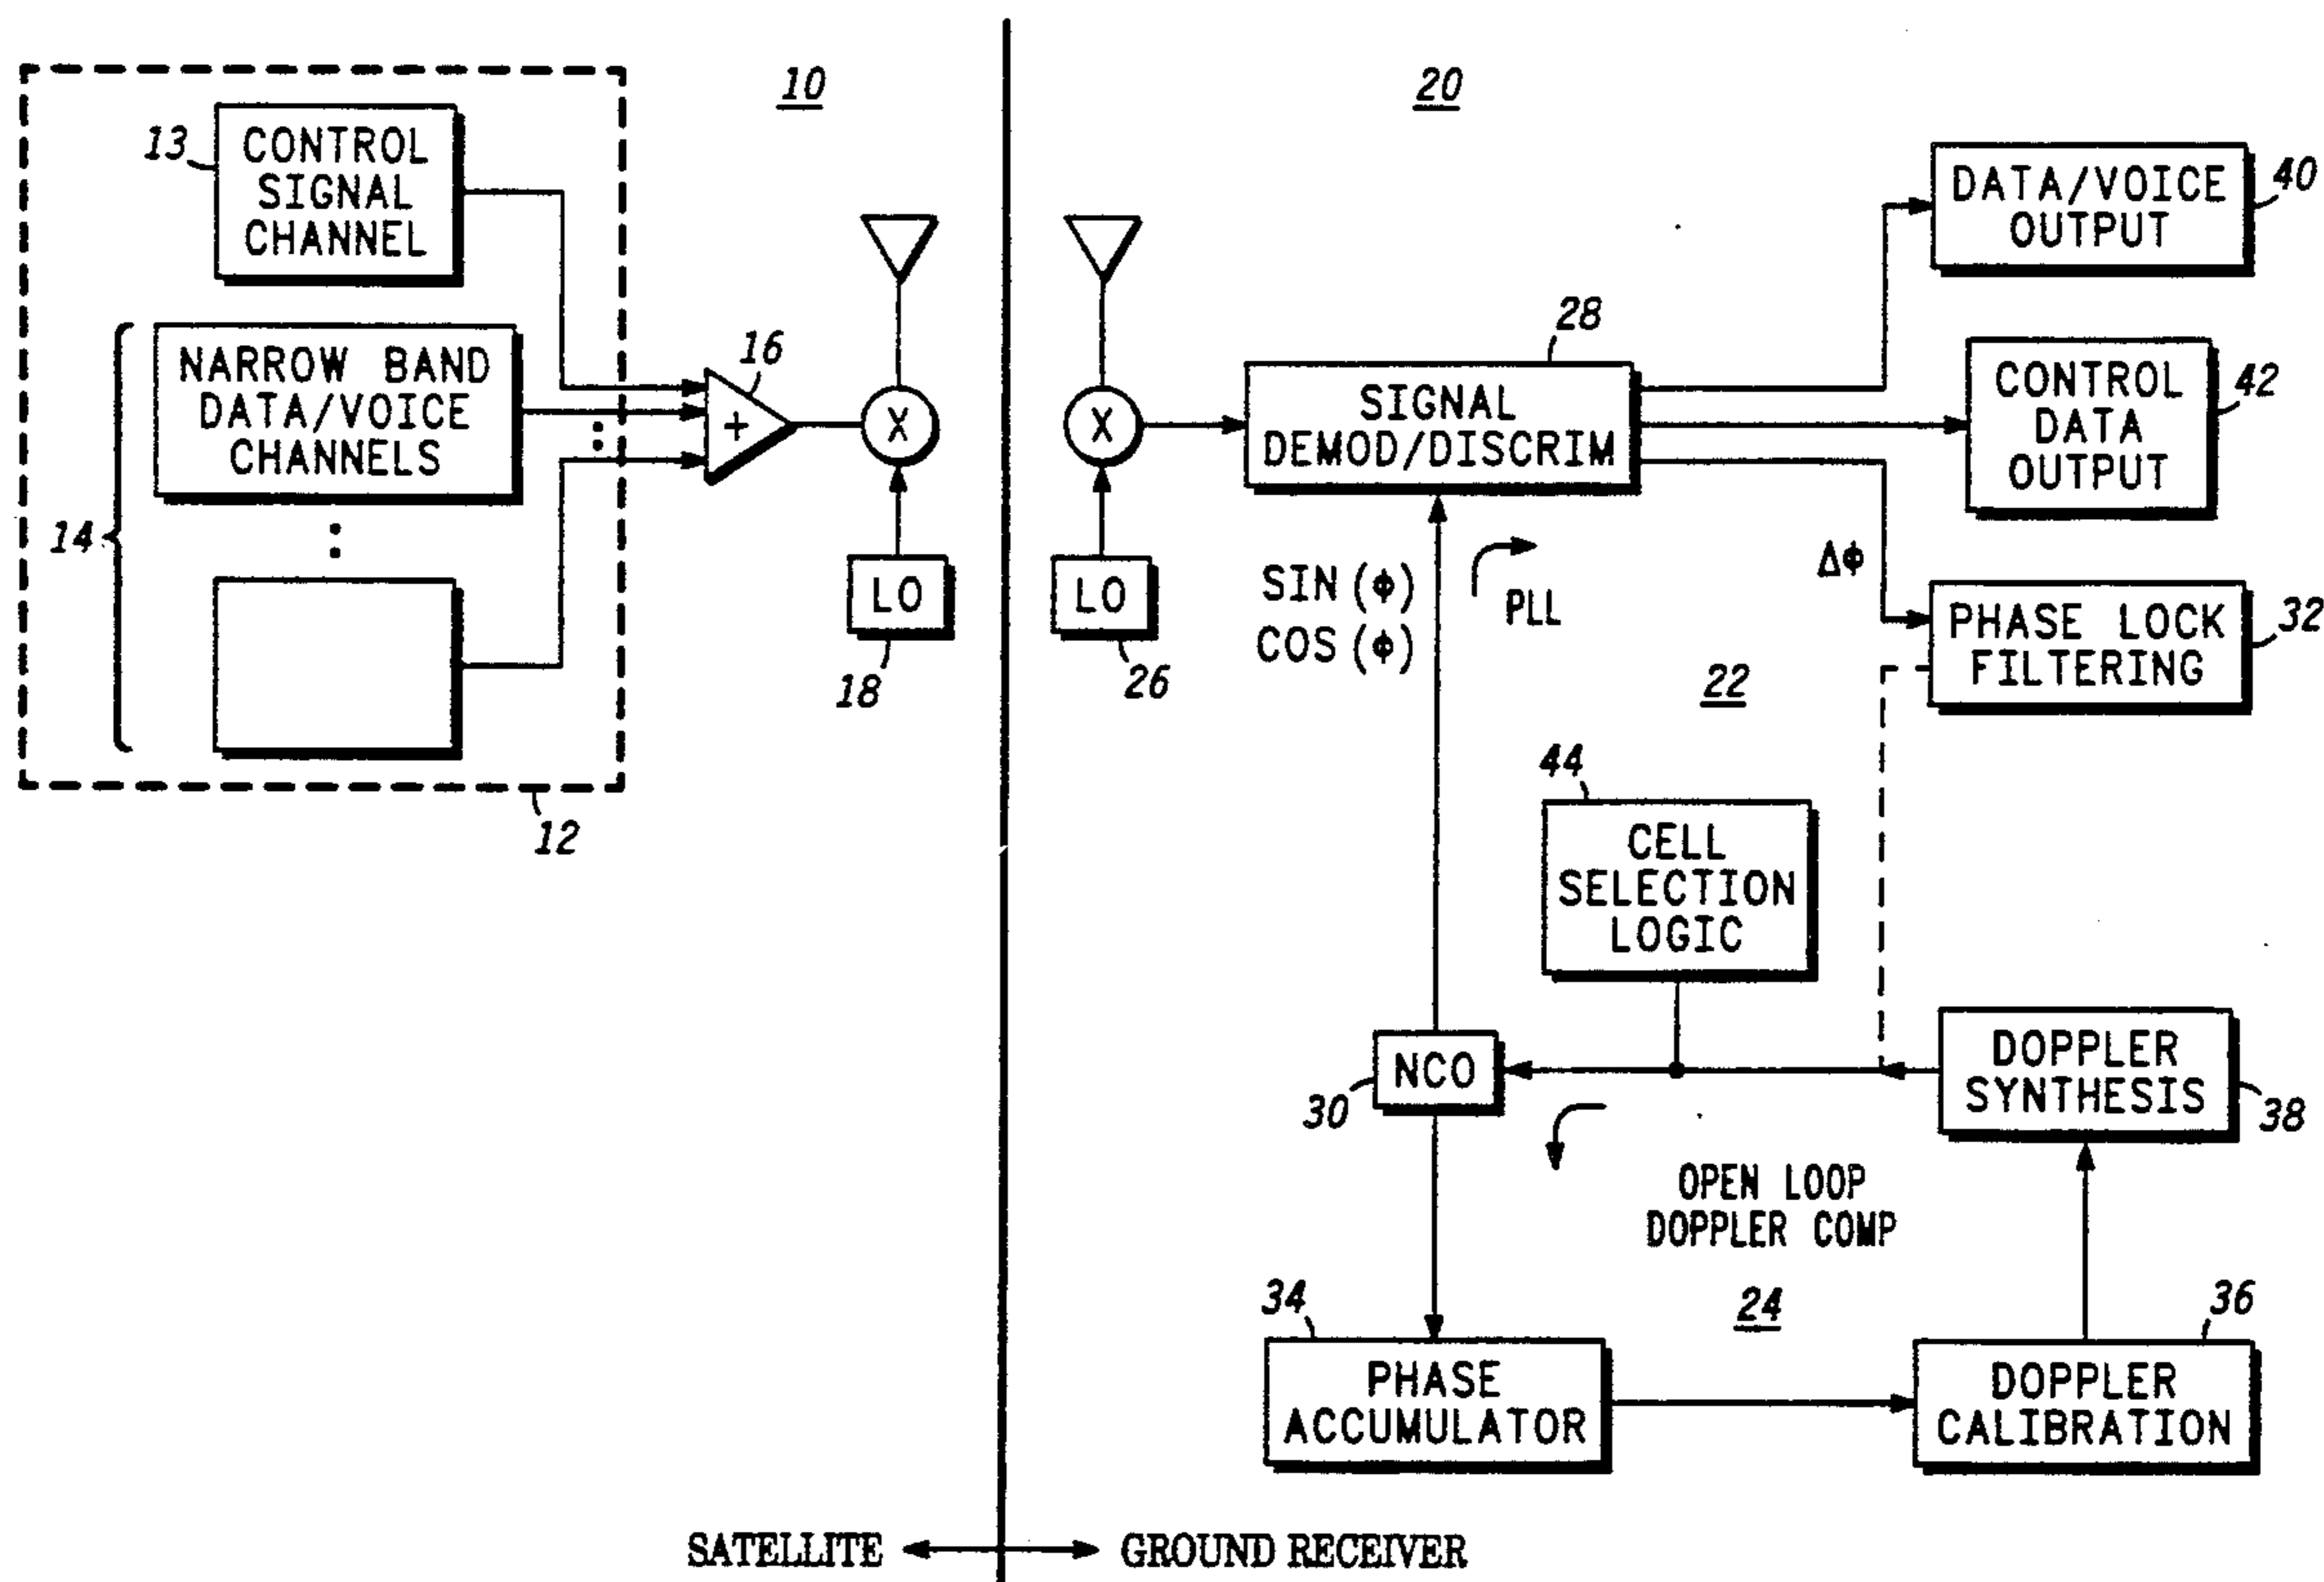 10
20
13
CONTROL
SIGNAL
CHANNEL
DATA/VOICE
OUTPUT
40
NARROW BAND
DATA/VOICE
CHANNELS
14
16
+
X
X
28
SIGNAL
DEMOD/DISCRIM
CONTROL
DATA
OUTPUT
42
LO
18
LO
26
SIN (ϕ)
COS (ϕ)
PLL
Δϕ
PHASE LOCK
FILTERING
32
22
12
44
CELL
SELECTION
LOGIC
NCO
30
DOPPLER
SYNTHESIS
38
OPEN LOOP
DOPPLER COMP
24
34
PHASE
ACCUMULATOR
36
DOPPLER
CALIBRATION
SATELLITE
GROUND RECEIVER